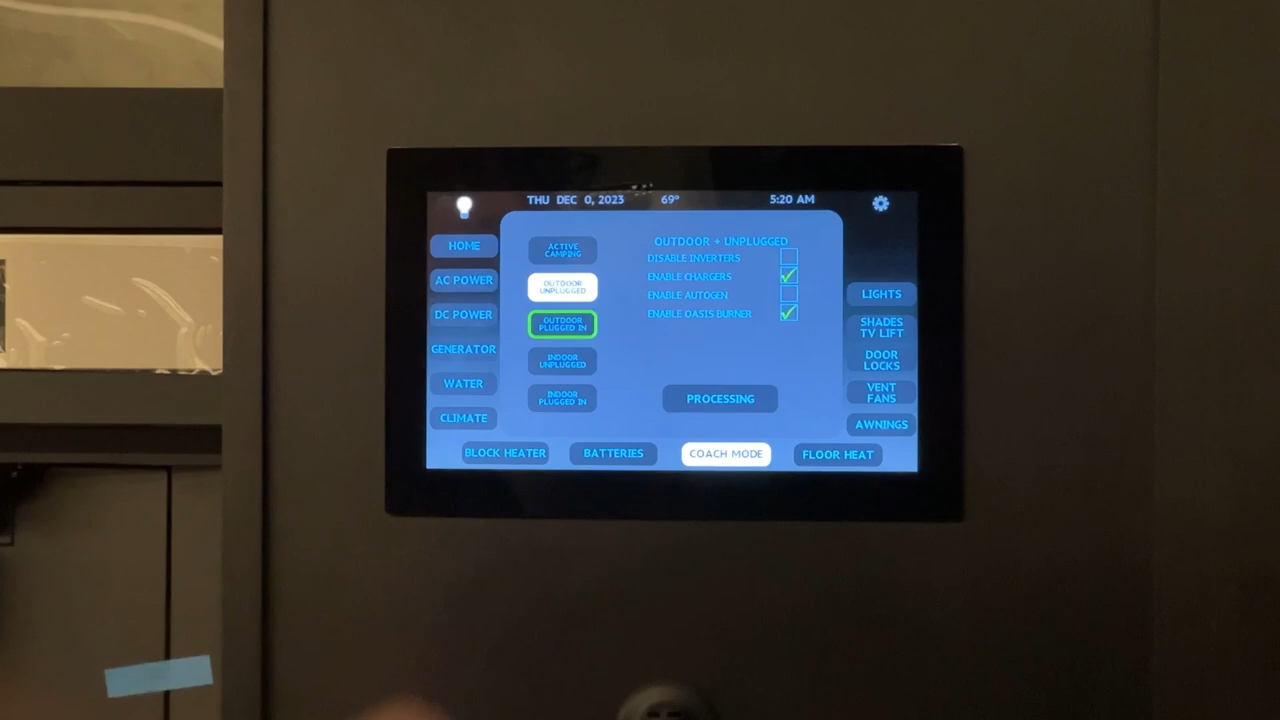 THU DEC 0, 2023 69° 5:20 AM
HOME
AC POWER
DC POWER
GENERATOR
WATER
CLIMATE
ACTIVE
CAMPING
OUTDOOR
UNPLUGGED
OUTDOOR
PLUGGED IN
INDOOR
UNPLUGGED
INDOOR
PLUGGED IN
OUTDOOR + UNPLUGGED
DISABLE INVERTERS
ENABLE CHARGERS
ENABLE AUTOGEN
ENABLE OASIS BURNER
PROCESSING
LIGHTS
SHADES
TV LIFT
DOOR
LOCKS
VENT
FANS
AWNINGS
BLOCK HEATER
BATTERIES
COACH MODE
FLOOR HEAT